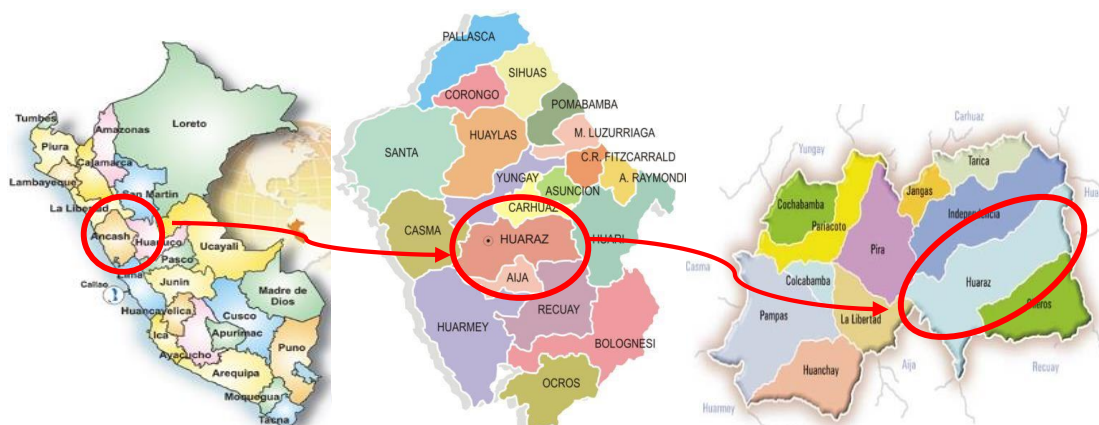 Tumbes
Piura
Lambayeque
Amazonas
Cajamarca
Loreto
San Martin
La Libertad
Ancash
Huanuco
Ucayali
Pasco
Lima
Callao
Junin
Huancavelica
Madre de
Dios
Cusco
Ica
Apurimac
Ayacucho
Puno
Arequipa
Moquegua
Tacna
PALLASCA
SIHUAS
CORONGO
POMABAMBA
HUAYLAS
M. LUZURRIAGA
SANTA
C.R. FITZCARRALD
YUNGAY
A. RAYMONDI
ASUNCION
CARHUAZ
CASMA
HUARAZ
HUARI
AIJA
RECUAY
HUARMEY
BOLOGNESI
OCROS
Carhuaz
Yungay
Tarica
Jangas
Cochabamba
Independencia
Pariacoto
Pira
Casma
Colcabamba
Huaraz
Pampas
La Libertad
Huanchay
Aija
Recuay
Huarmey